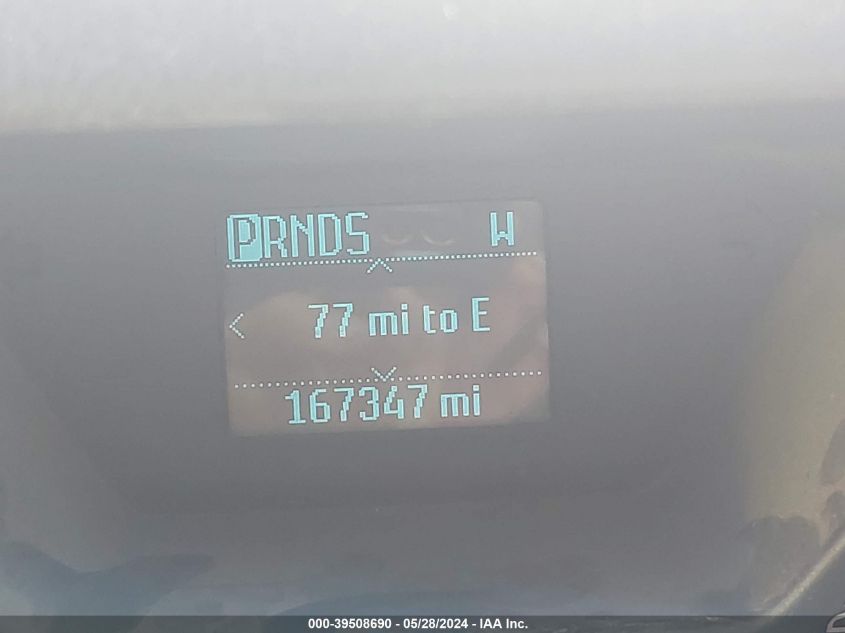 PRNDS W
< 77 mi to E
167347 mi
000-39508690 - 05/28/2024 - IAA Inc.